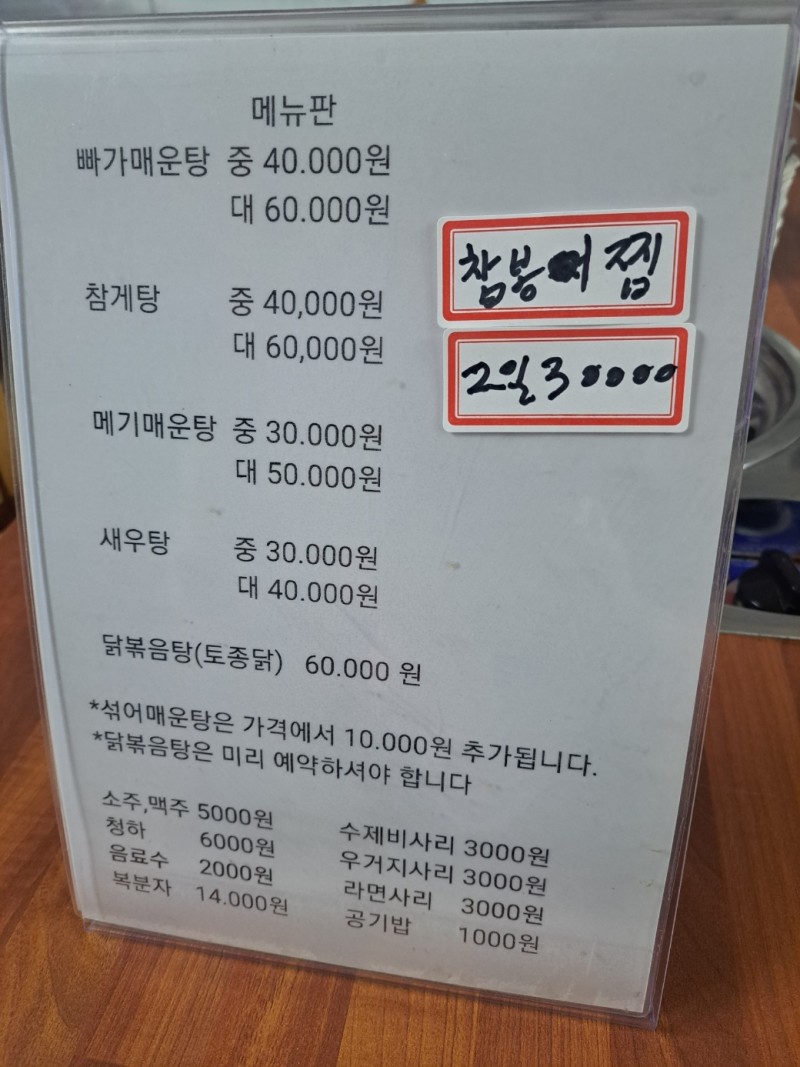 메뉴판
빠가매운탕 중 40.000원
대 60.000원
참게탕 중 40,000원
대 60,000원
메기매운탕 중 30.000원
대 50.000원
새우탕 중 30.000원
대 40.000원
닭볶음탕(토종닭) 60.000 원
*섞어매운탕은 가격에서 10.000원 추가됩니다.
*닭볶음탕은 미리 예약하셔야 합니다
소주,맥주 5000원
청하 6000원
음료수 2000원
복분자 14.000원
수제비사리 3000원
우거지사리 3000원
라면사리 3000원
공기밥 1000원
참붕어찜
30000